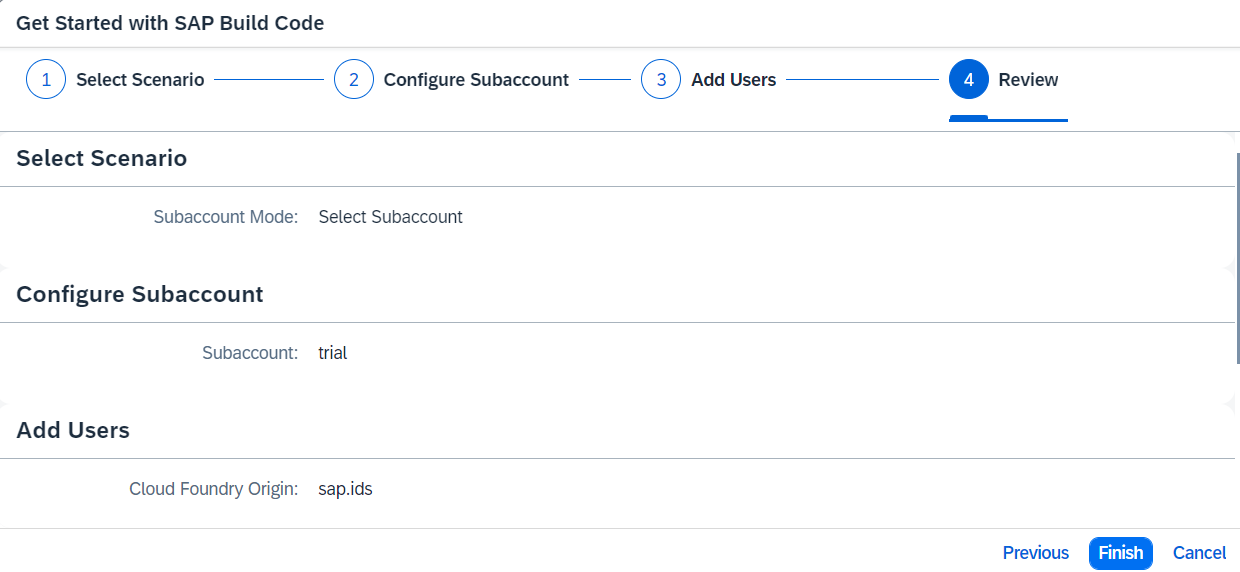 Get Started with SAP Build Code
1 Select Scenario 2 Configure Subaccount 3 Add Users 4 Review
Select Scenario
Subaccount Mode: Select Subaccount
Configure Subaccount
Subaccount: trial
Add Users
Cloud Foundry Origin: sap.ids
Previous Finish Cancel